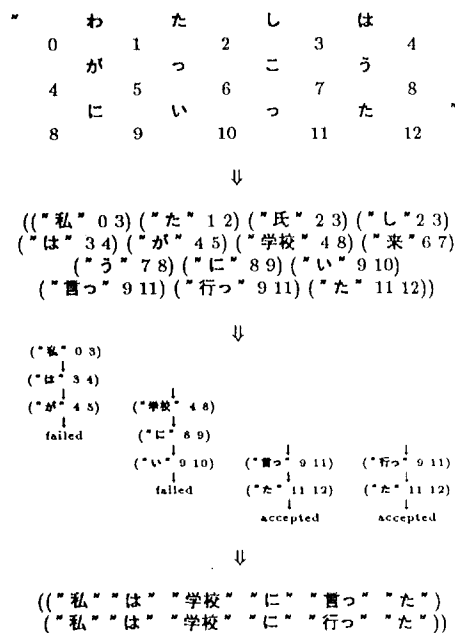 " わ た し は
0 1 2 3 4
が っ こ う
4 5 6 7 8
に い っ た "
8 9 10 11 12
⇓
(("私" 0 3) ("た" 1 2) ("氏" 2 3) ("し" 2 3)
("は" 3 4) ("が" 4 5) ("学校" 4 8) ("来" 6 7)
("う" 7 8) ("に" 8 9) ("い" 9 10)
("言っ" 9 11) ("行っ" 9 11) ("た" 11 12))
⇓
("私" 0 3)
↓
("は" 3 4)
↓ ↓
("が" 4 5) ("学校" 4 8)
↓ ↓
failed ("に" 8 9)
↓ ↓ ↓
("い" 9 10) ("言っ" 9 11) ("行っ" 9 11)
↓ ↓ ↓
failed ("た" 11 12) ("た" 11 12)
↓ ↓
accepted accepted
⇓
(("私" "は" "学校" "に" "言っ" "た")
("私" "は" "学校" "に" "行っ" "た"))